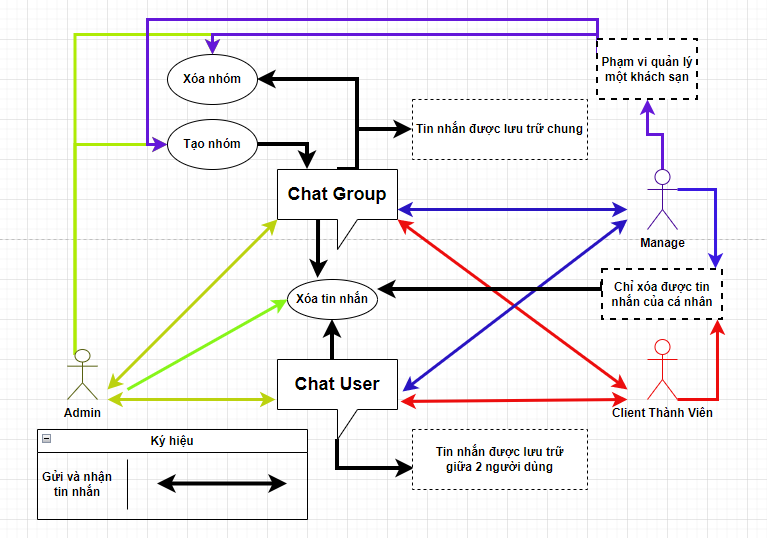 Phạm vi quản lý
một khách sạn
Xóa nhóm
Tin nhắn được lưu trữ chung
Tạo nhóm
Chat Group
Manage
Xóa tin nhắn
Chỉ xóa được tin
nhắn của cá nhân
Chat User
Admin
Client Thành Viên
Ký hiệu
Gửi và nhận
tin nhắn
Tin nhắn được lưu trữ
giữa 2 người dùng